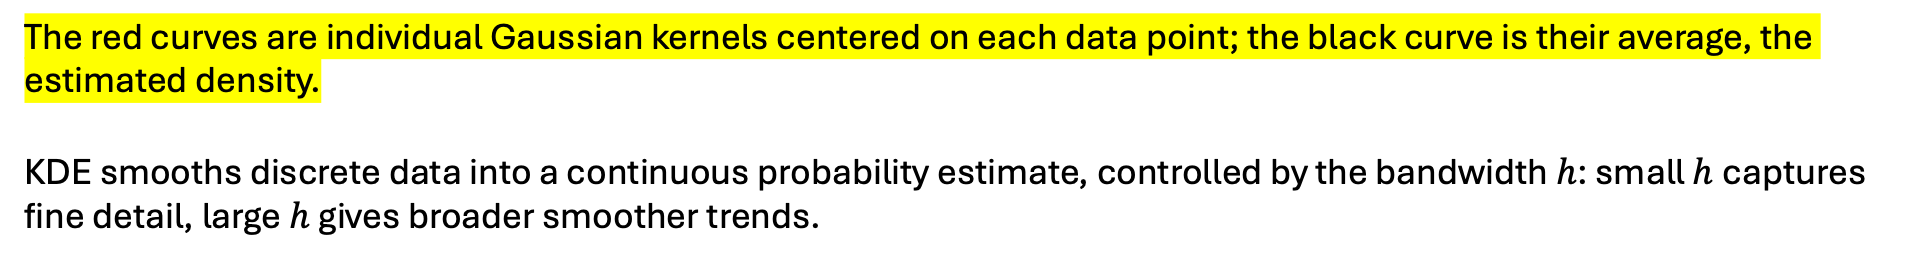 The red curves are individual Gaussian kernels centered on each data point; the black curve is their average, the
estimated density.
KDE smooths discrete data into a continuous probability estimate, controlled by the bandwidth h: small h captures
fine detail, large h gives broader smoother trends.